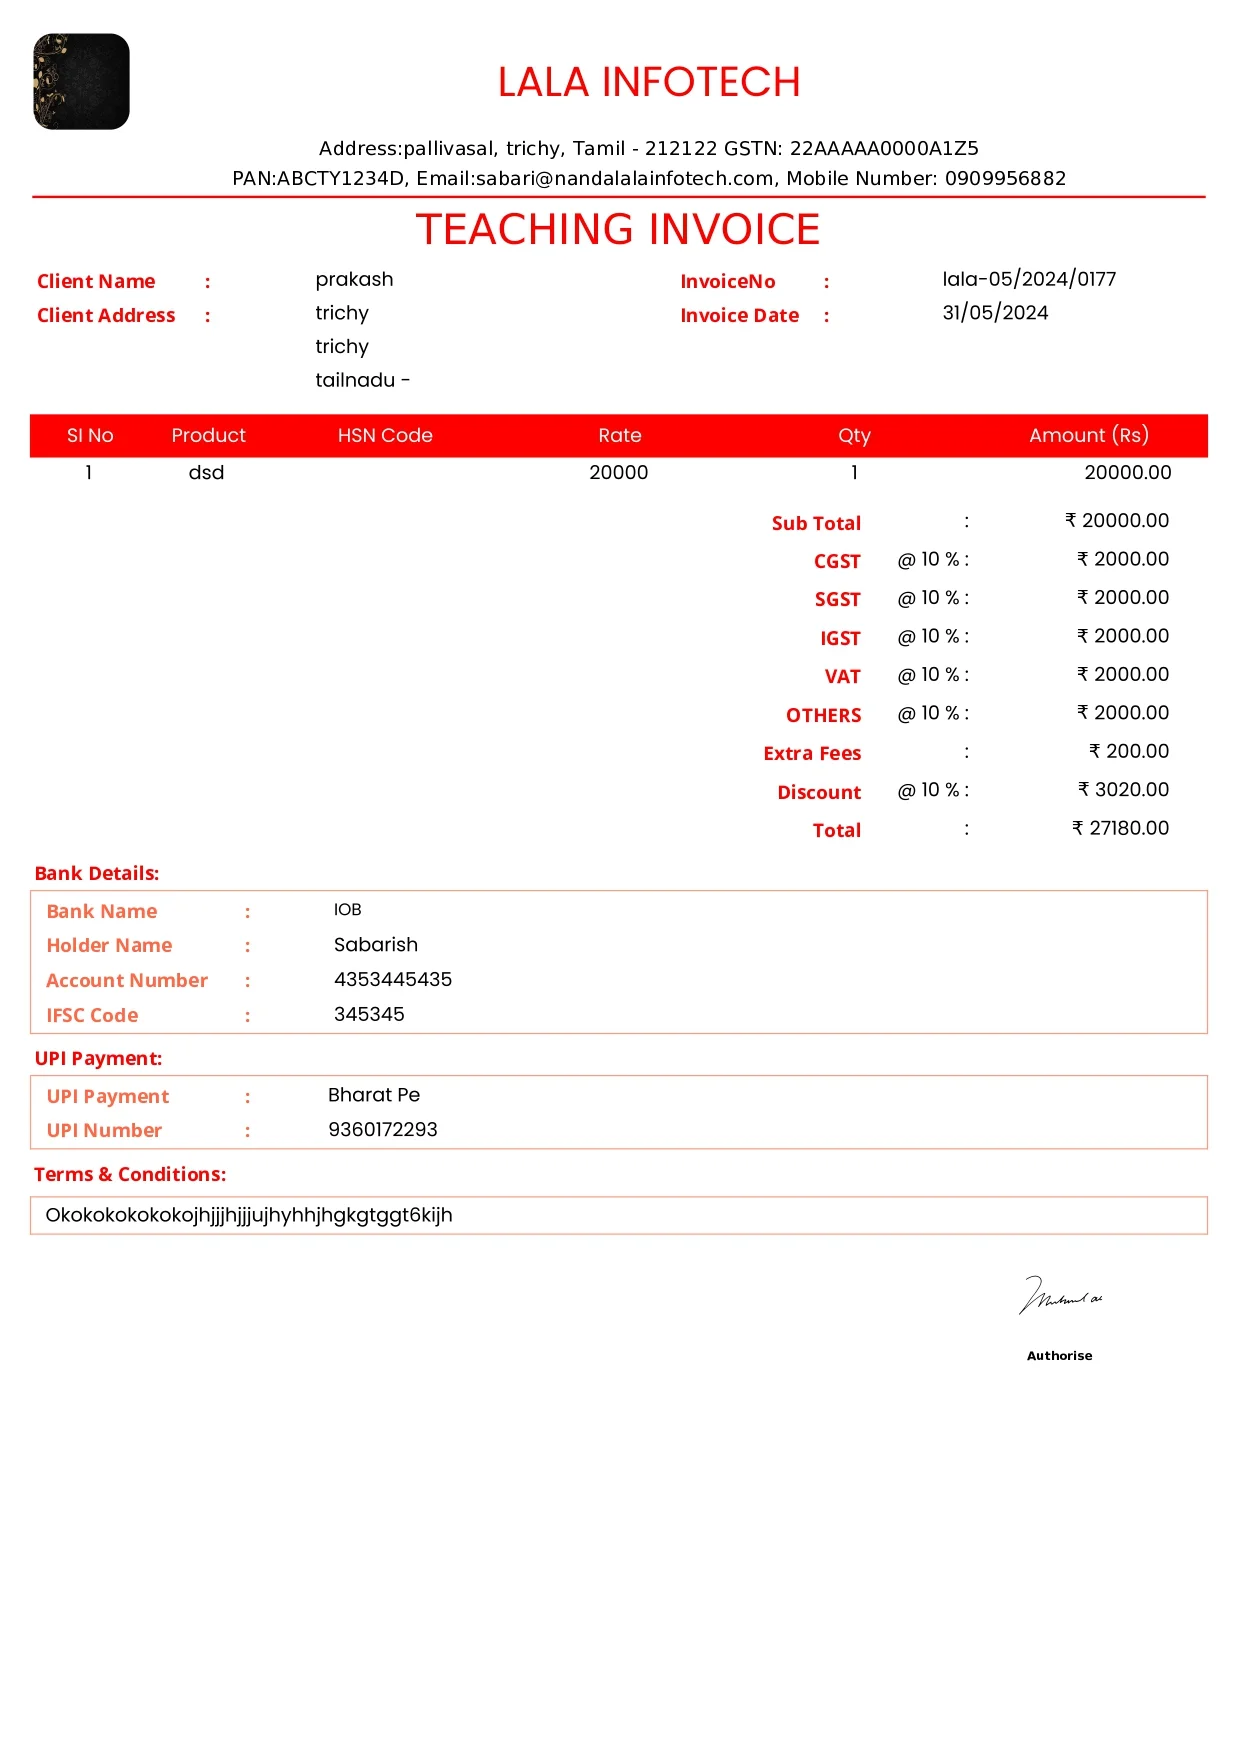 LALA INFOTECH
Address:pallivasal, trichy, Tamil - 212122 GSTN: 22AAAAA0000A1Z5
PAN:ABCTY1234D, Email:sabari@nandalalainfotech.com, Mobile Number: 0909956882
TEACHING INVOICE
Client Name : prakash InvoiceNo : lala-05/2024/0177
Client Address : trichy Invoice Date : 31/05/2024
trichy
tailnadu -
SI No Product HSN Code Rate Qty Amount (Rs)
1 dsd 20000 1 20000.00
Sub Total : ₹ 20000.00
CGST @ 10 % : ₹ 2000.00
SGST @ 10 % : ₹ 2000.00
IGST @ 10 % : ₹ 2000.00
VAT @ 10 % : ₹ 2000.00
OTHERS @ 10 % : ₹ 2000.00
Extra Fees : ₹ 200.00
Discount @ 10 % : ₹ 3020.00
Total : ₹ 27180.00
Bank Details:
Bank Name : IOB
Holder Name : Sabarish
Account Number : 4353445435
IFSC Code : 345345
UPI Payment:
UPI Payment : Bharat Pe
UPI Number : 9360172293
Terms & Conditions:
Okokokokokokojhjjjhjjjujhyhhjhgkgtggt6kijh
Authorise